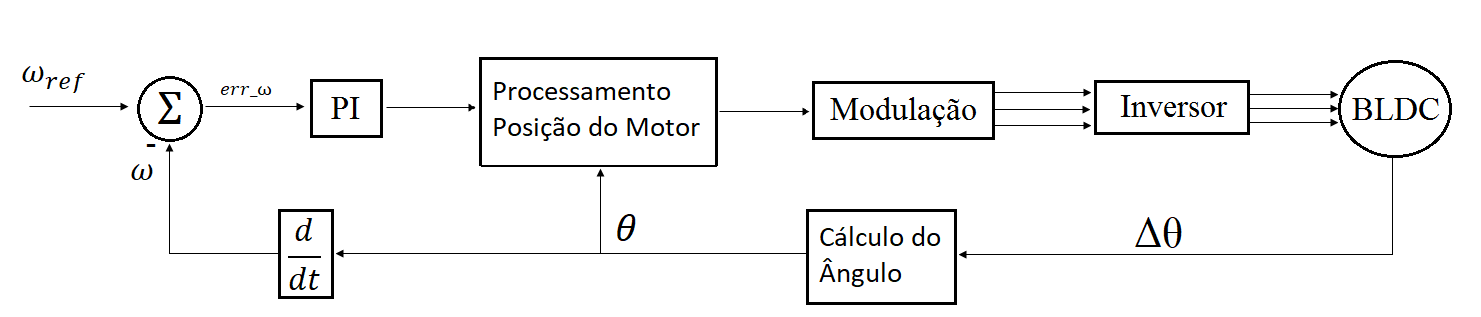 ω_ref
Σ
-
ω
err_ω
PI
Processamento
Posição do Motor
Modulação
Inversor
BLDC
d
dt
θ
Cálculo do
Ângulo
Δθ